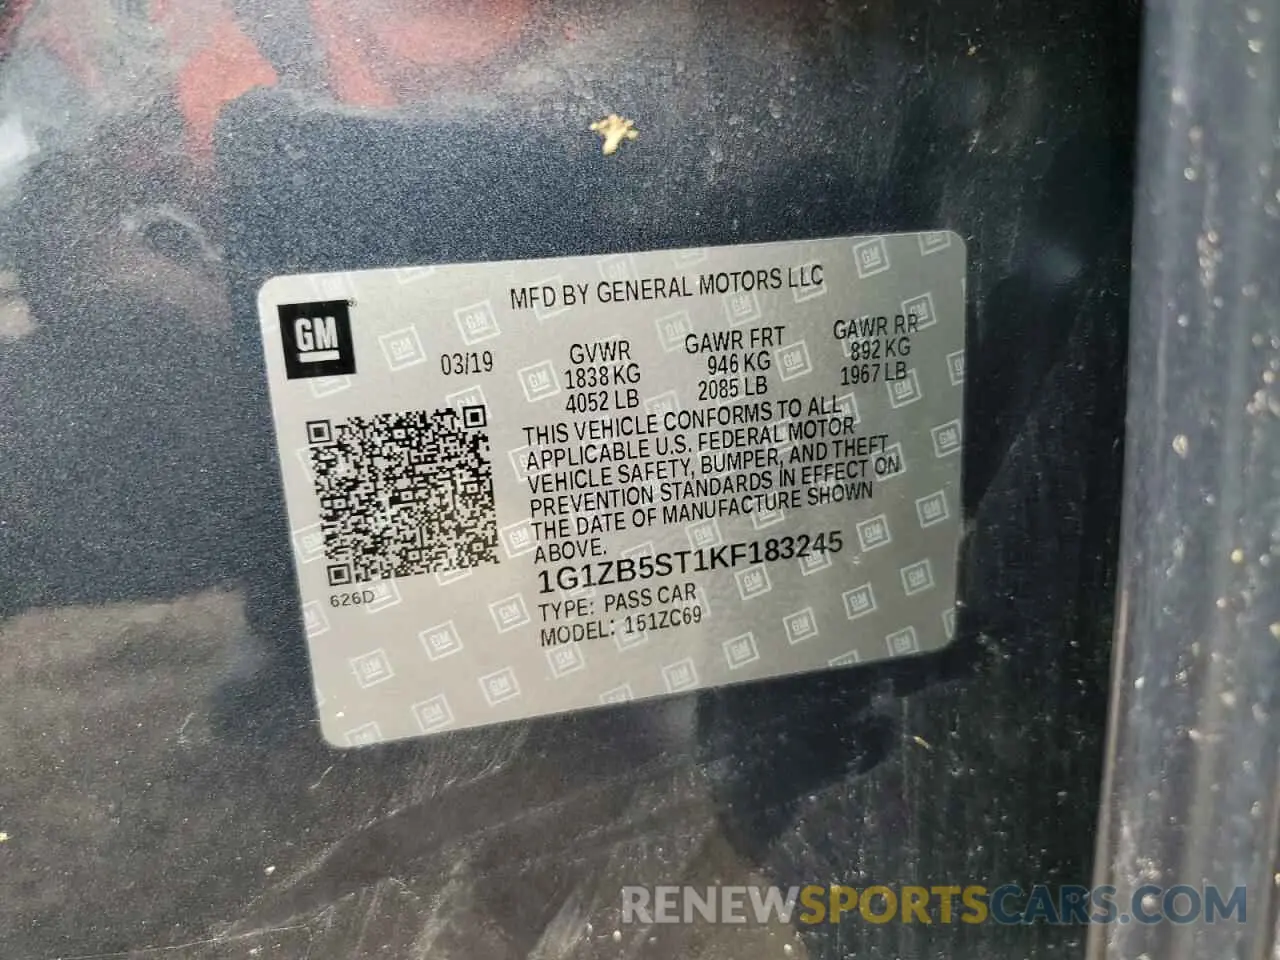 MFD BY GENERAL MOTORS LLC
GM
03/19 GVWR GAWR FRT GAWR RR
1838 KG 946 KG 892 KG
4052 LB 2085 LB 1967 LB
THIS VEHICLE CONFORMS TO ALL
APPLICABLE U.S. FEDERAL MOTOR
VEHICLE SAFETY, BUMPER, AND THEFT
PREVENTION STANDARDS IN EFFECT ON
THE DATE OF MANUFACTURE SHOWN
ABOVE.
1G1ZB5ST1KF183245
626D
TYPE: PASS CAR
MODEL: 151ZC69
RENEWSPORTSCARS.COM